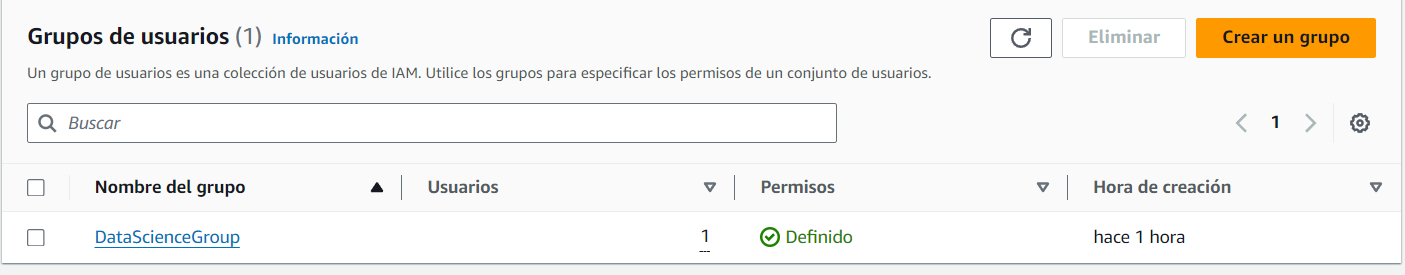 Grupos de usuarios (1) Información
Eliminar
Crear un grupo
Un grupo de usuarios es una colección de usuarios de IAM. Utilice los grupos para especificar los permisos de un conjunto de usuarios.
Buscar
1
Nombre del grupo Usuarios Permisos Hora de creación
DataScienceGroup 1 Definido hace 1 hora